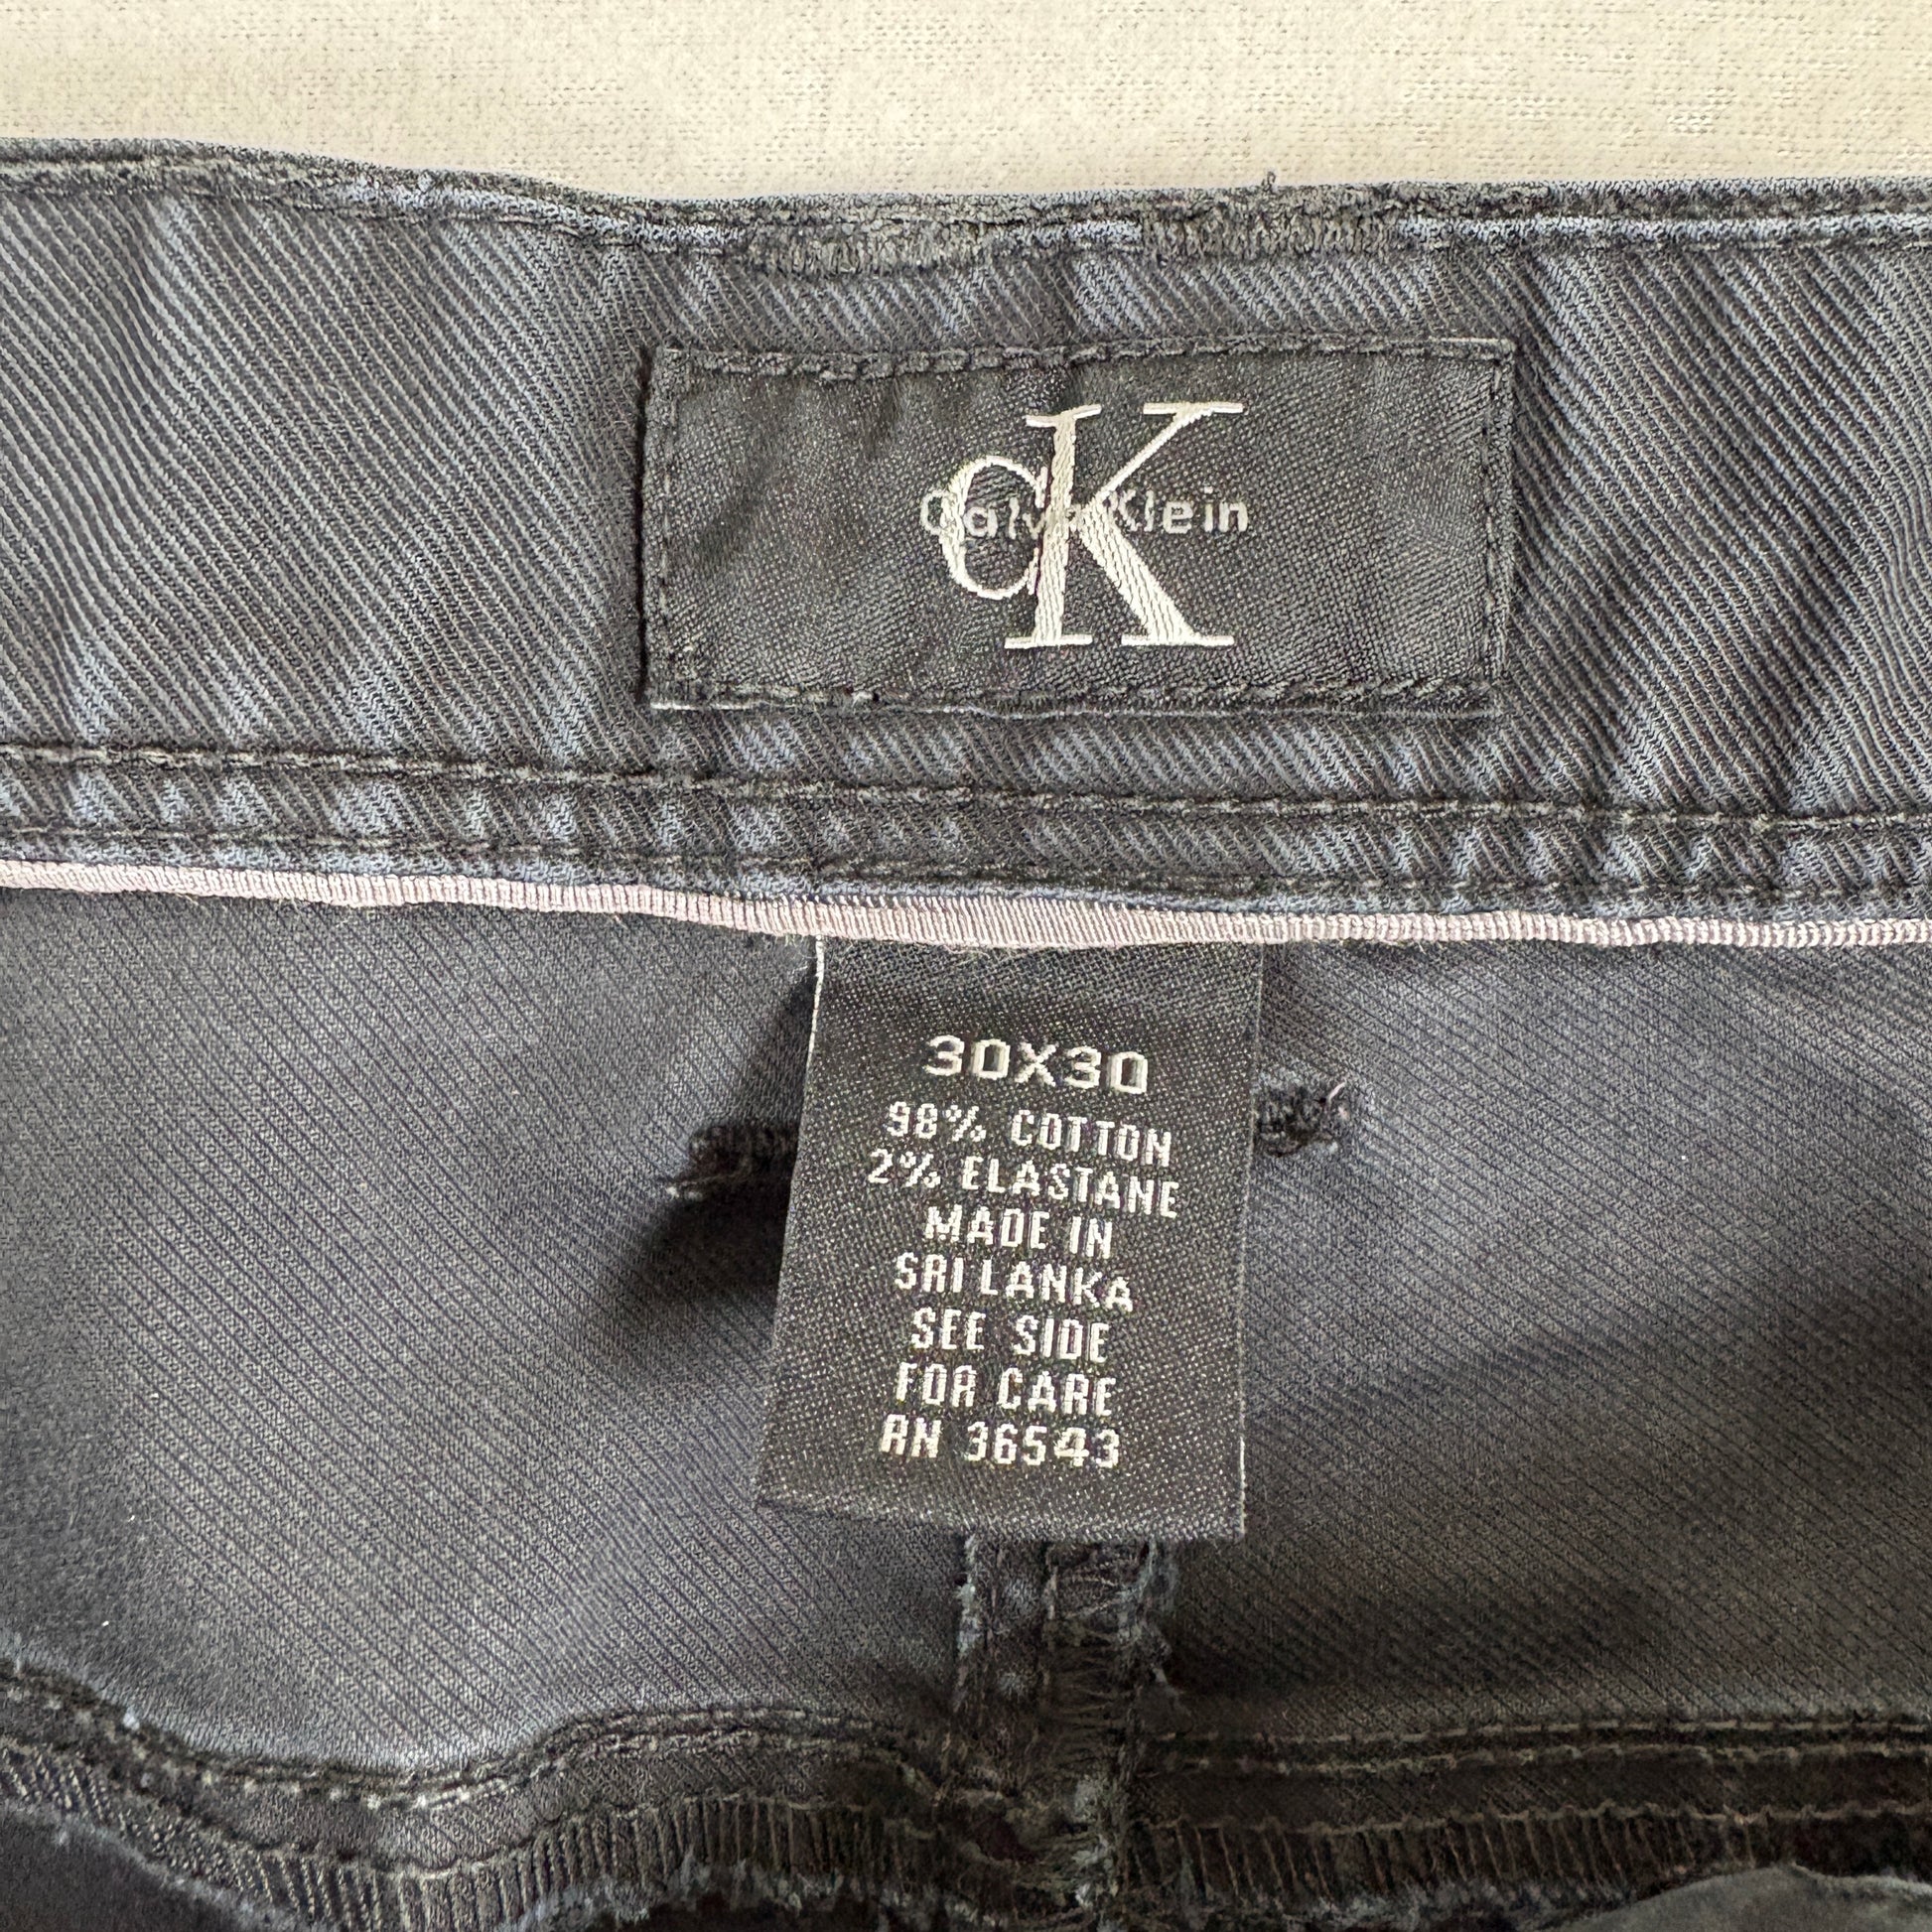 cK
Calvin Klein
30X30
98% COTTON
2% ELASTANE
MADE IN
SRI LANKA
SEE SIDE
FOR CARE
RN 36543